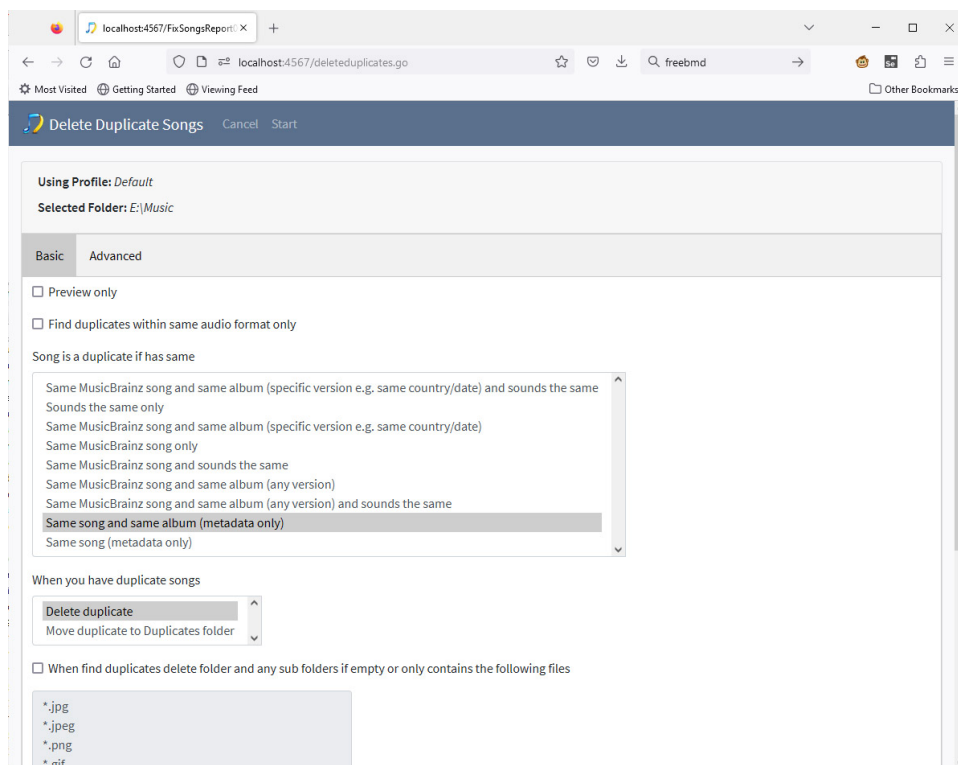 localhost:4567/FixSongsReport
localhost:4567/deleteduplicates.go
freebmd
Most Visited Getting Started Viewing Feed Other Bookmarks
Delete Duplicate Songs Cancel Start
Using Profile: Default
Selected Folder: E:\Music
Basic Advanced
Preview only
Find duplicates within same audio format only
Song is a duplicate if has same
Same MusicBrainz song and same album (specific version e.g. same country/date) and sounds the same
Sounds the same only
Same MusicBrainz song and same album (specific version e.g. same country/date)
Same MusicBrainz song only
Same MusicBrainz song and sounds the same
Same MusicBrainz song and same album (any version)
Same MusicBrainz song and same album (any version) and sounds the same
Same song and same album (metadata only)
Same song (metadata only)
When you have duplicate songs
Delete duplicate
Move duplicate to Duplicates folder
When find duplicates delete folder and any sub folders if empty or only contains the following files
*.jpg
*.jpeg
*.png
*.gif